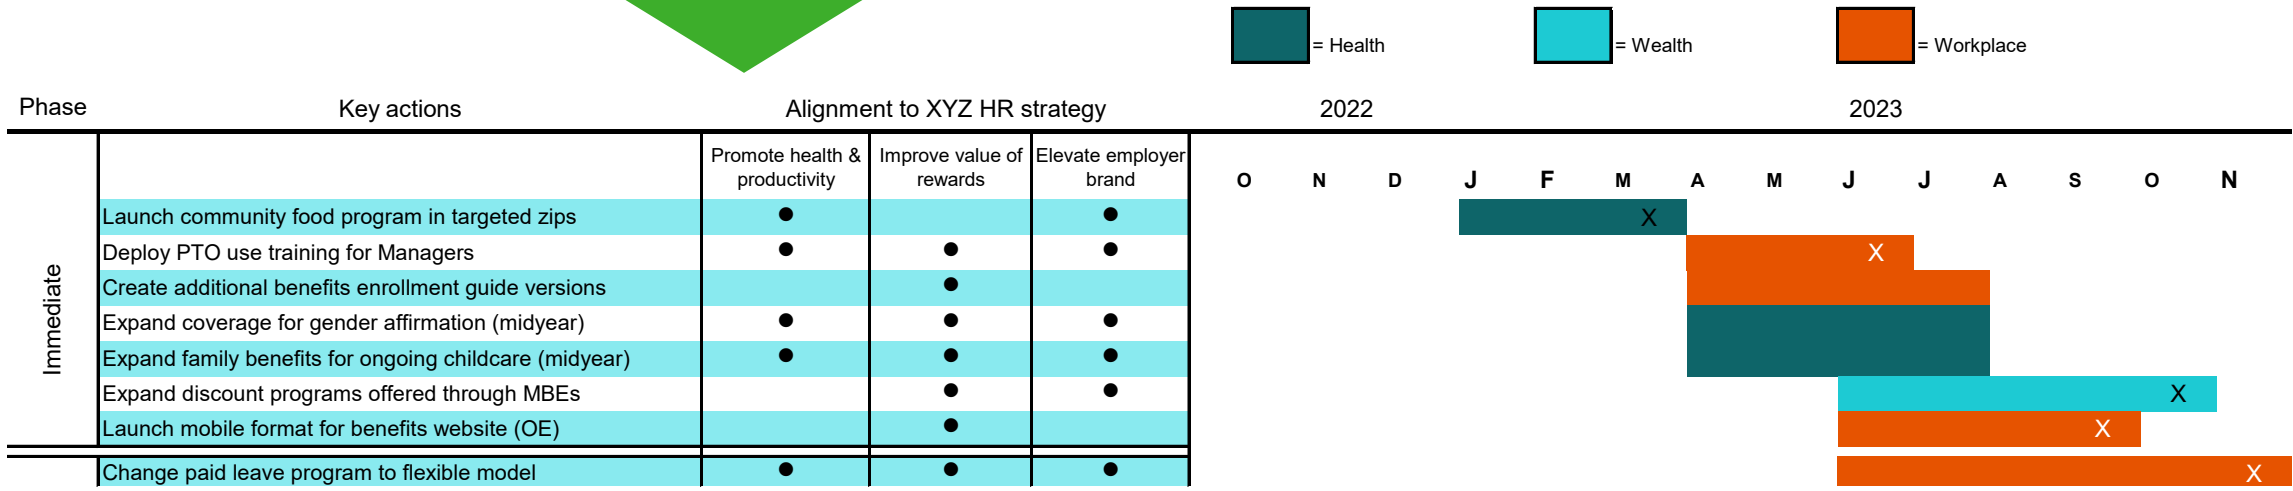 = Health = Wealth = Workplace
Phase Key actions Alignment to XYZ HR strategy 2022 2023
Promote health & productivity Improve value of rewards Elevate employer brand O N D J F M A M J J A S O N
Immediate
Launch community food program in targeted zips ● ● X
Deploy PTO use training for Managers ● ● ● X
Create additional benefits enrollment guide versions ●
Expand coverage for gender affirmation (midyear) ● ● ●
Expand family benefits for ongoing childcare (midyear) ● ● ●
Expand discount programs offered through MBEs ● ● X
Launch mobile format for benefits website (OE) ● X
Change paid leave program to flexible model ● ● ● X